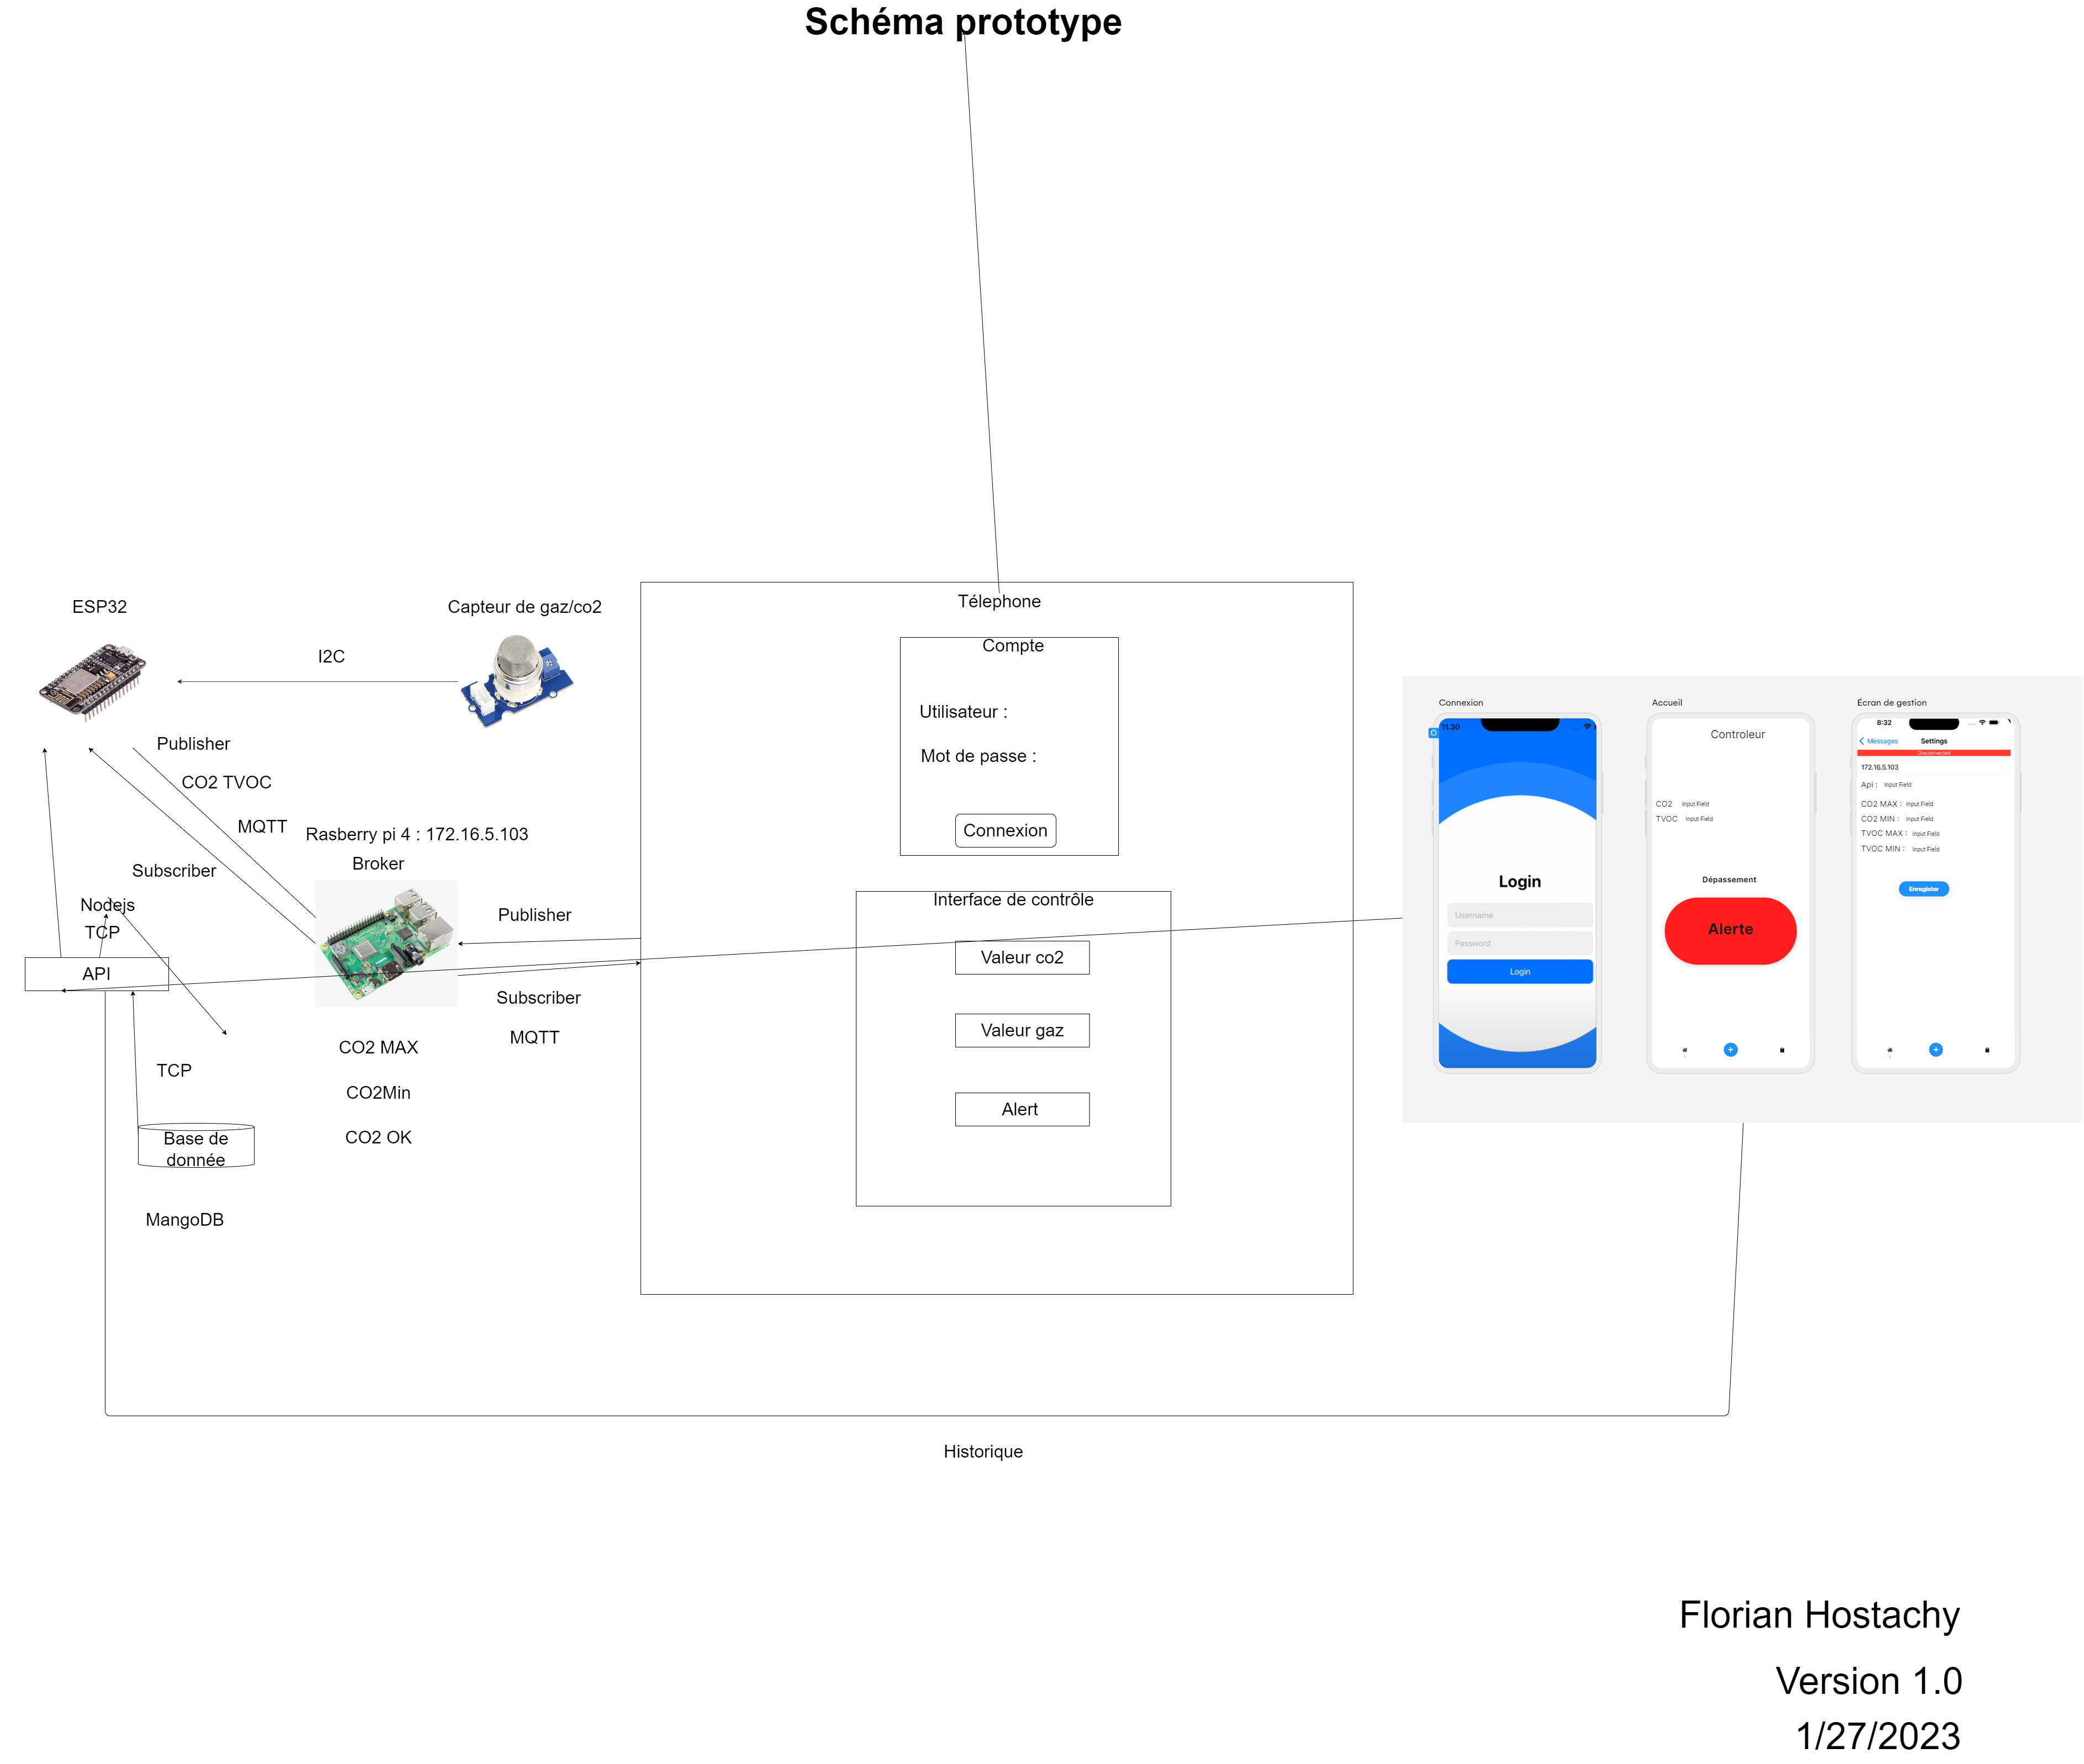 Schéma prototype
ESP32
Capteur de gaz/co2
I2C
Publisher
CO2 TVOC
MQTT
Rasberry pi 4 : 172.16.5.103
Broker
Subscriber
Nodejs
TCP
API
Publisher
Subscriber
MQTT
CO2 MAX
CO2Min
CO2 OK
TCP
Base de
donnée
MangoDB
Télephone
Compte
Utilisateur :
Mot de passe :
Connexion
Interface de contrôle
Valeur co2
Valeur gaz
Alert
Connexion
11.30
Login
Username
Password
Login
Accueil
Controleur
CO2 Input Field
TVOC Input Field
Dépassement
Alerte
Écran de gestion
8:32
Messages Settings
Disconnected
172.16.5.103
Api : Input Field
CO2 MAX : Input Field
CO2 MIN : Input Field
TVOC MAX : Input Field
TVOC MIN : Input Field
Enregister
Historique
Florian Hostachy
Version 1.0
1/27/2023